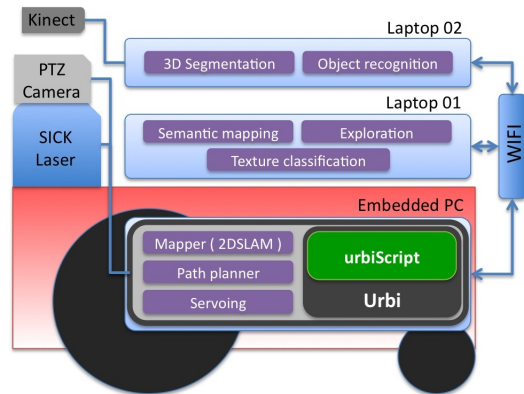 Kinect
Laptop 02
3D Segmentation
Object recognition
PTZ
Camera
Laptop 01
SICK
Laser
Semantic mapping
Exploration
Texture classification
WIFI
Embedded PC
Mapper ( 2DSLAM )
Path planner
Servoing
urbiScript
Urbi